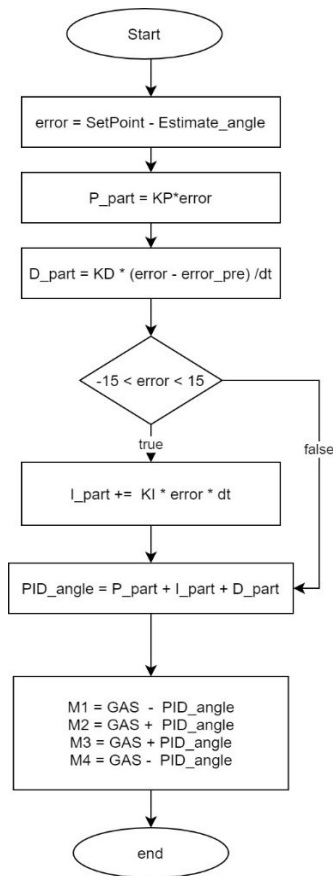 Start
error = SetPoint - Estimate_angle
P_part = KP*error
D_part = KD * (error - error_pre) /dt
-15 < error < 15
true
false
I_part += KI * error * dt
PID_angle = P_part + I_part + D_part
M1 = GAS - PID_angle
M2 = GAS + PID_angle
M3 = GAS + PID_angle
M4 = GAS - PID_angle
end